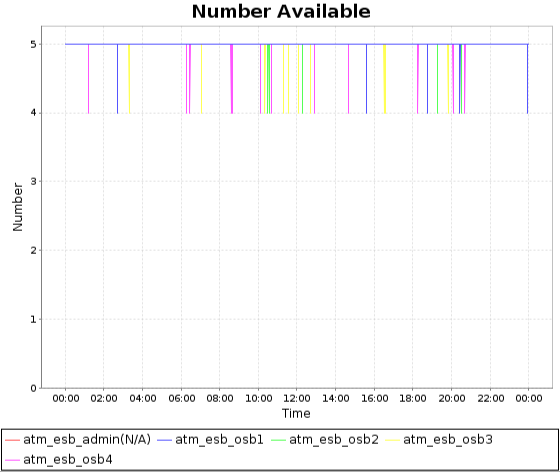 Number Available
5
4
3
2
1
0
Number
00:00 02:00 04:00 06:00 08:00 10:00 12:00 14:00 16:00 18:00 20:00 22:00 00:00
Time
atm_esb_admin(N/A) atm_esb_osb1 atm_esb_osb2 atm_esb_osb3
atm_esb_osb4